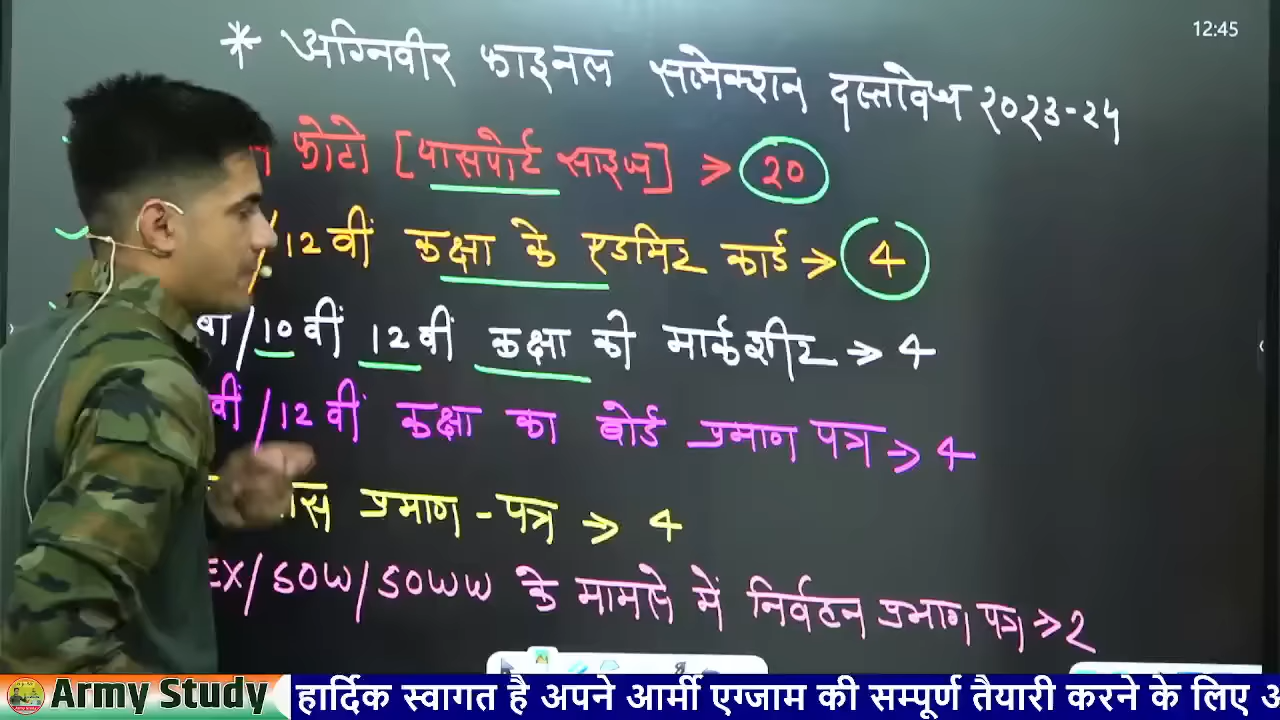 12:45
* अग्निवीर फाइनल सलेक्शन दस्तावेज २०२३-२५
फोटो [पासपोर्ट साइज] → 20
/12वीं कक्षा के एडमिट कार्ड → 4
/10वीं 12वीं कक्षा की मार्कशीट → 4
वीं/12वीं कक्षा का बोर्ड प्रमाण पत्र → 4
प्रमाण-पत्र → 4
EX/SOW/SOWW के मामले में निर्वहन प्रमाण पत्र → 2
Army Study हार्दिक स्वागत है अपने आर्मी एग्जाम की सम्पूर्ण तैयारी करने के लिए